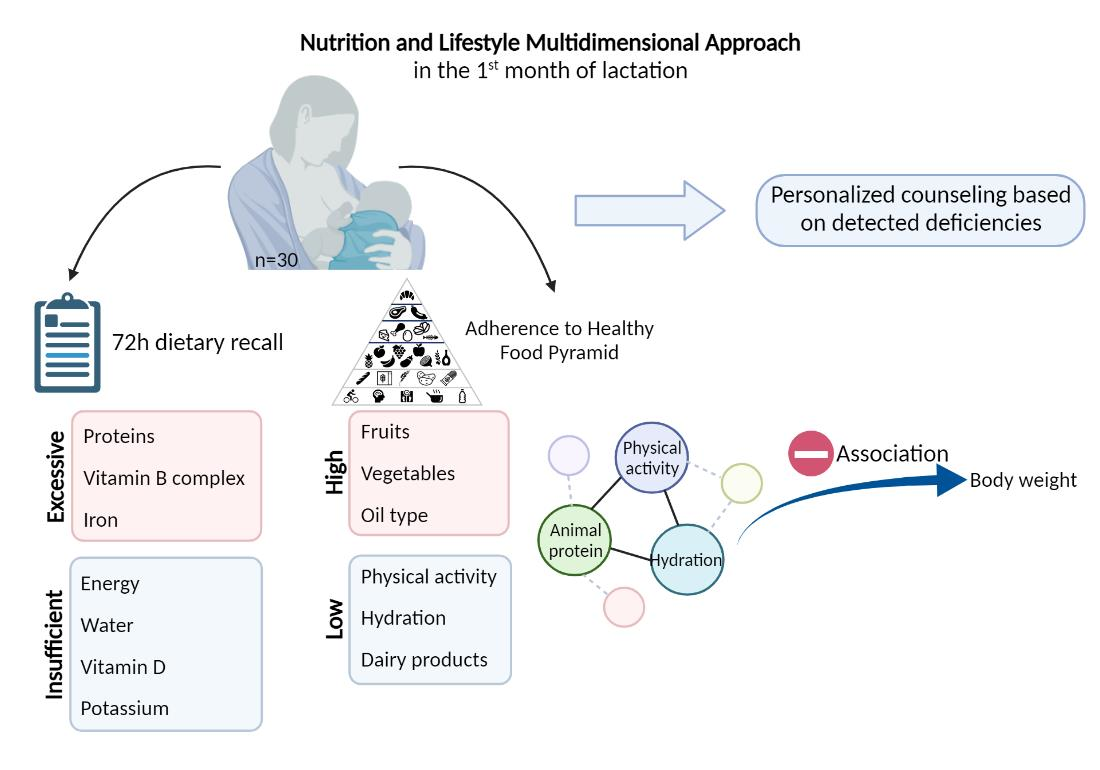 Nutrition and Lifestyle Multidimensional Approach
in the 1st month of lactation
n=30
Personalized counseling based
on detected deficiencies
72h dietary recall
Adherence to Healthy
Food Pyramid
Excessive
Proteins
Vitamin B complex
Iron
Insufficient
Energy
Water
Vitamin D
Potassium
High
Fruits
Vegetables
Oil type
Low
Physical activity
Hydration
Dairy products
Physical
activity
Animal
protein
Hydration
Association
Body weight